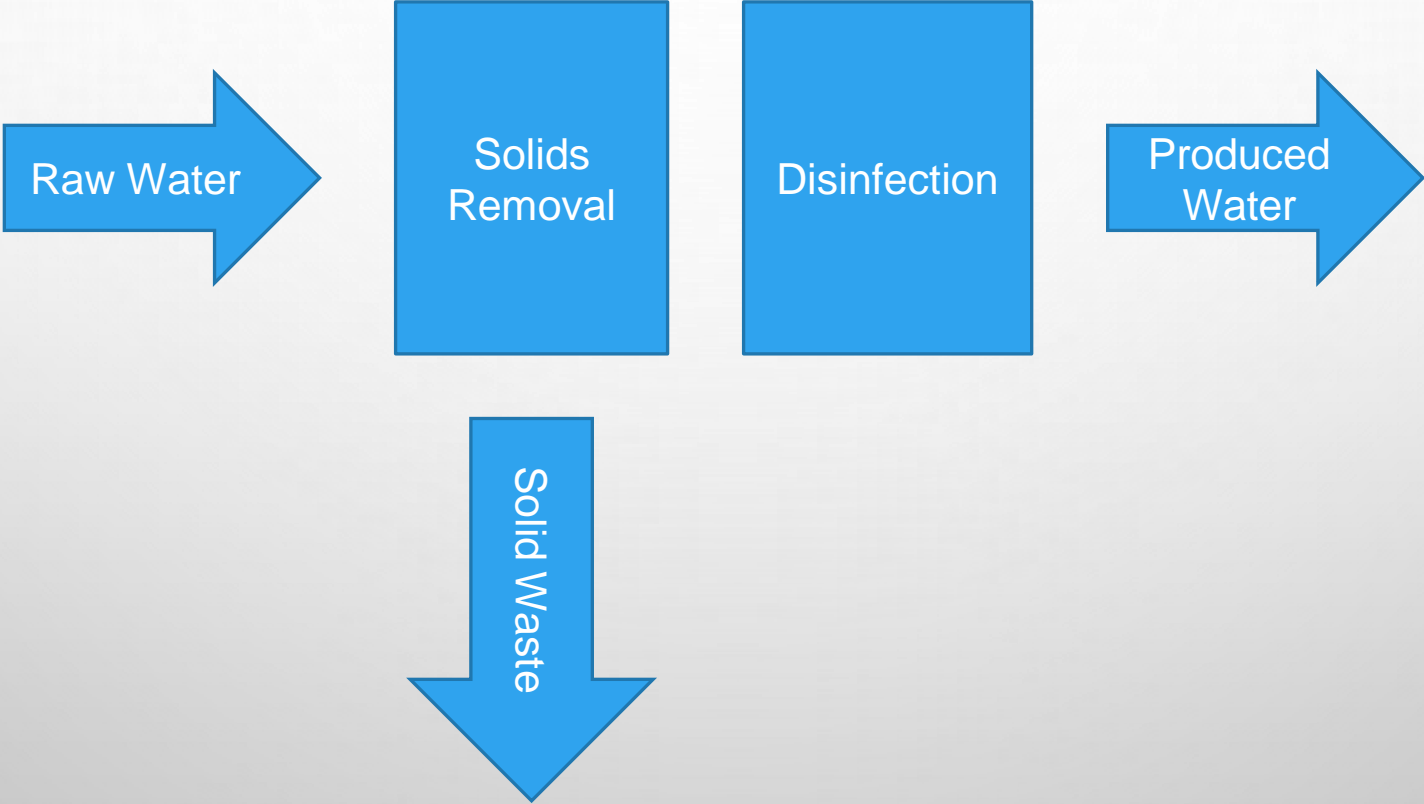 Raw Water
Solids
Removal
Disinfection
Produced
Water
Solid Waste